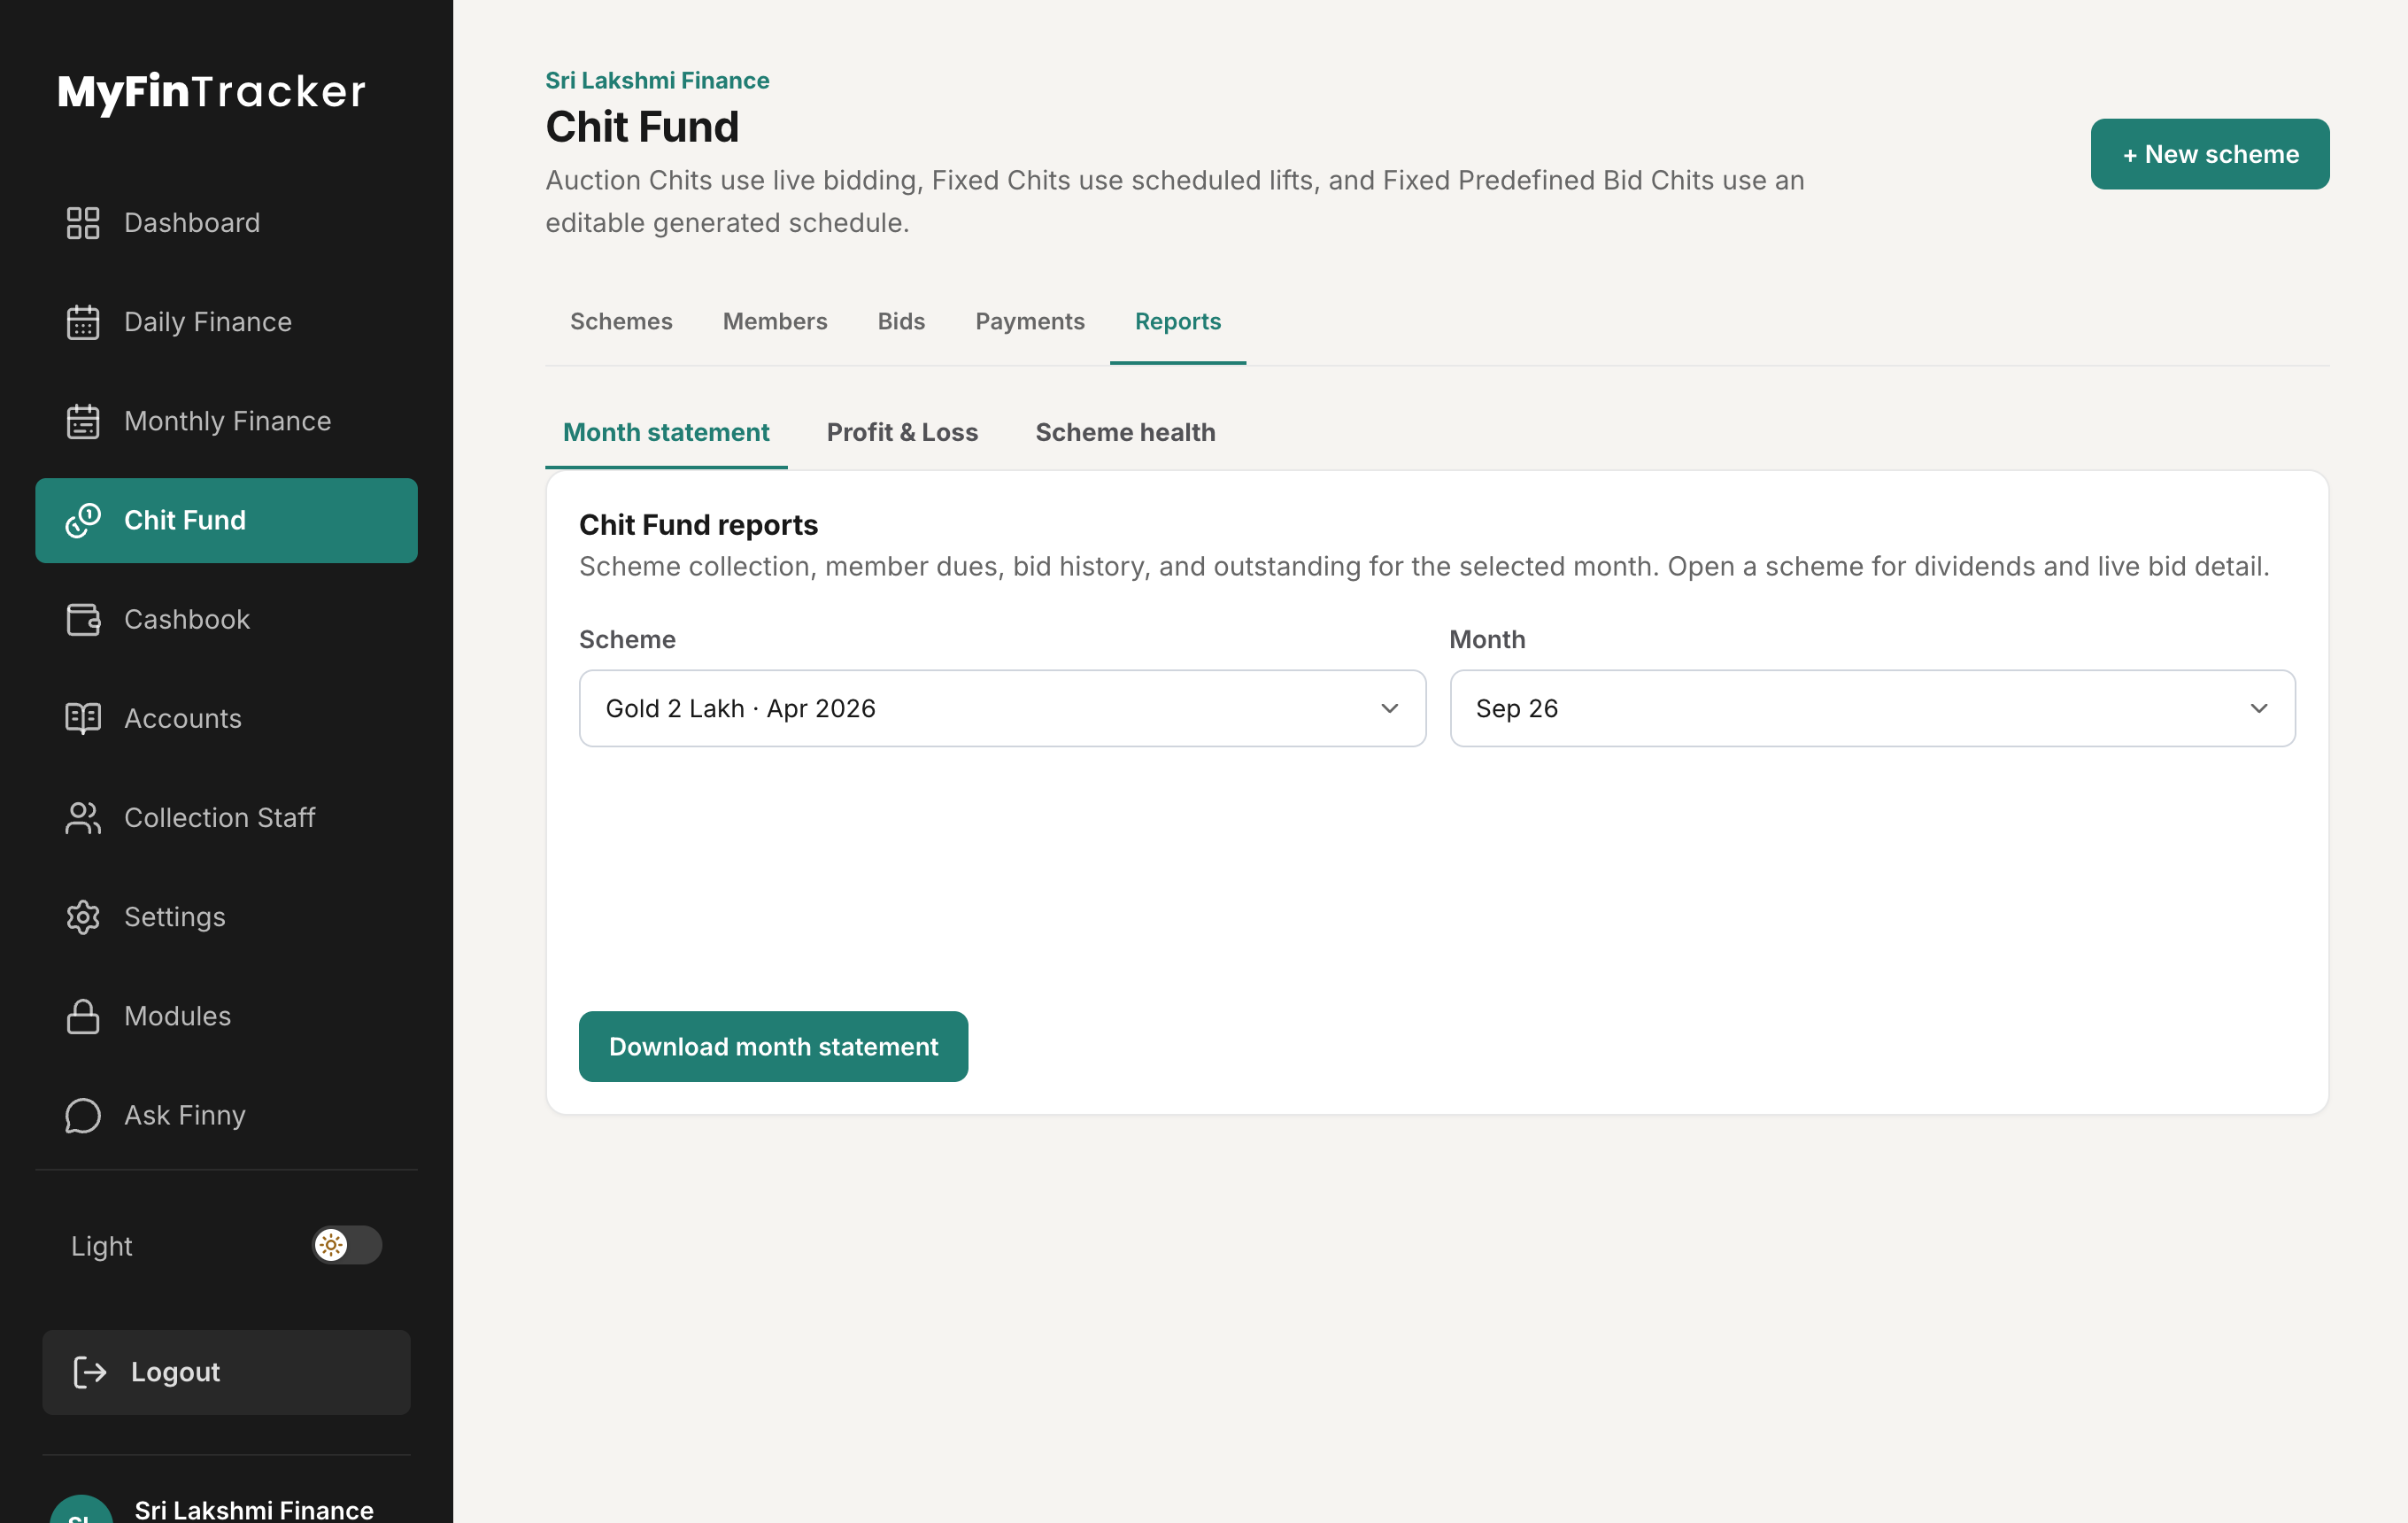 MyFinTracker
Dashboard
Daily Finance
Monthly Finance
Chit Fund
Cashbook
Accounts
Collection Staff
Settings
Modules
Ask Finny
Light
Logout
Sri Lakshmi Finance
Sri Lakshmi Finance
Chit Fund
Auction Chits use live bidding, Fixed Chits use scheduled lifts, and Fixed Predefined Bid Chits use an
editable generated schedule.
+ New scheme
Schemes Members Bids Payments Reports
Month statement Profit & Loss Scheme health
Chit Fund reports
Scheme collection, member dues, bid history, and outstanding for the selected month. Open a scheme for dividends and live bid detail.
Scheme Month
Gold 2 Lakh · Apr 2026 Sep 26
Download month statement